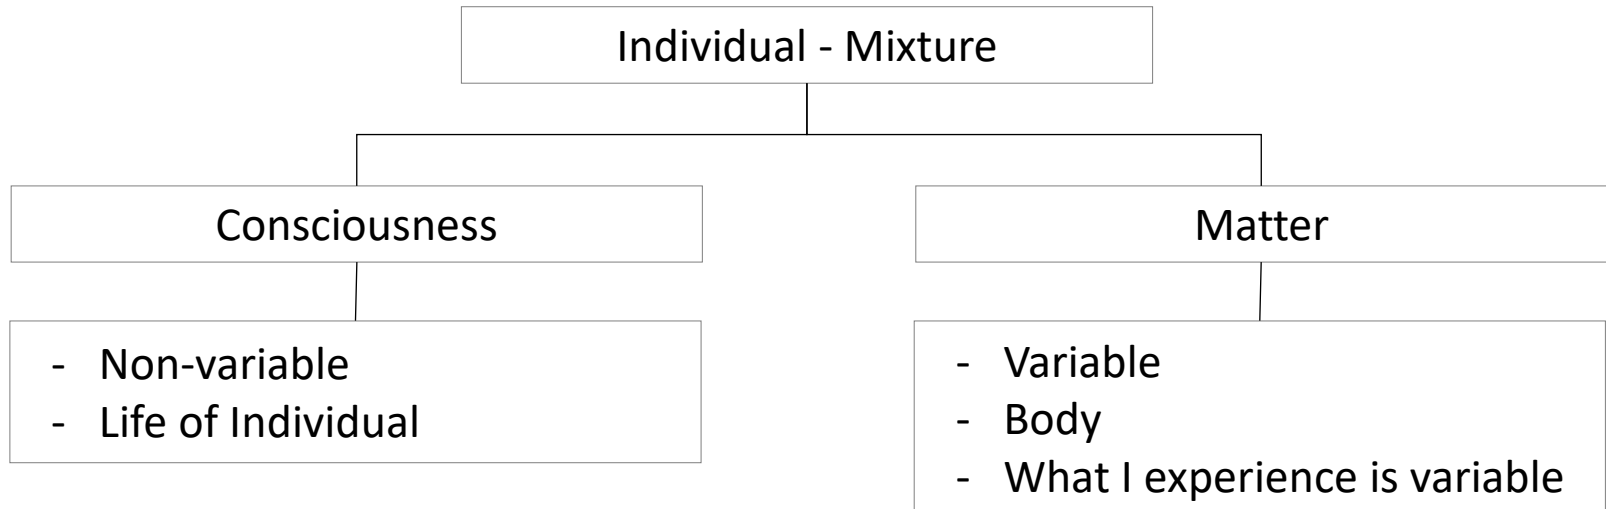 Individual - Mixture
Consciousness
Matter
- Non-variable
- Life of Individual
- Variable
- Body
- What I experience is variable